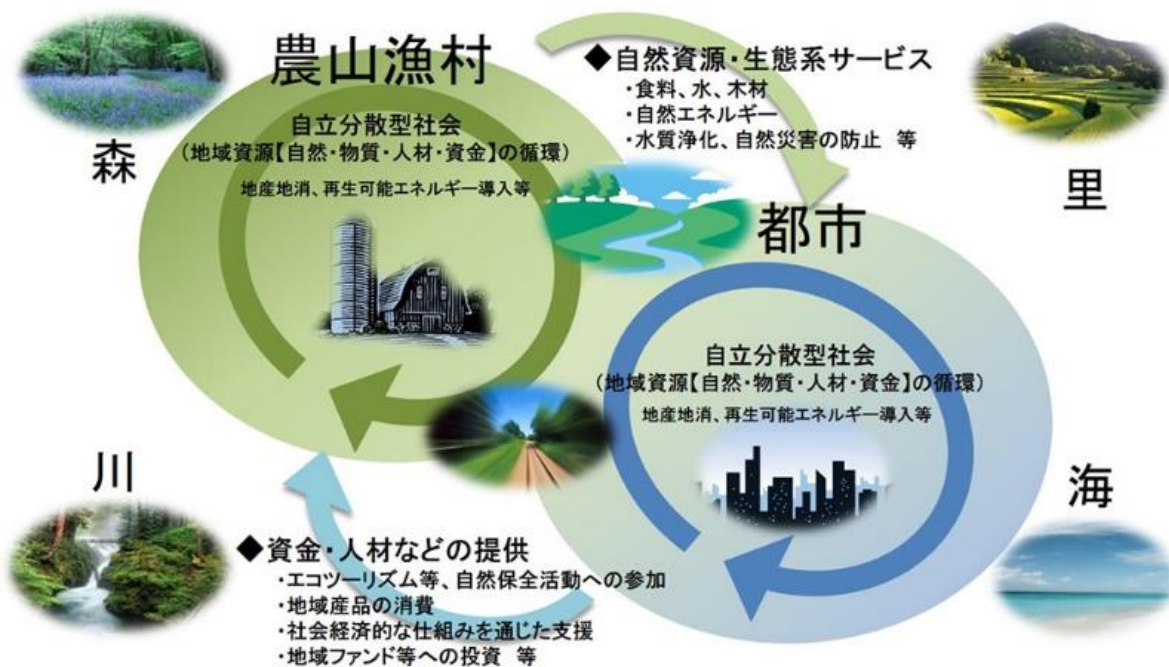 農山漁村
◆自然資源・生態系サービス
・食料、水、木材
・自然エネルギー
・水質浄化、自然災害の防止 等
森
里
自立分散型社会
(地域資源【自然・物質・人材・資金】の循環)
地産地消、再生可能エネルギー導入等
都市
自立分散型社会
(地域資源【自然・物質・人材・資金】の循環)
地産地消、再生可能エネルギー導入等
川
海
◆資金・人材などの提供
・エコツーリズム等、自然保全活動への参加
・地域産品の消費
・社会経済的な仕組みを通じた支援
・地域ファンド等への投資 等